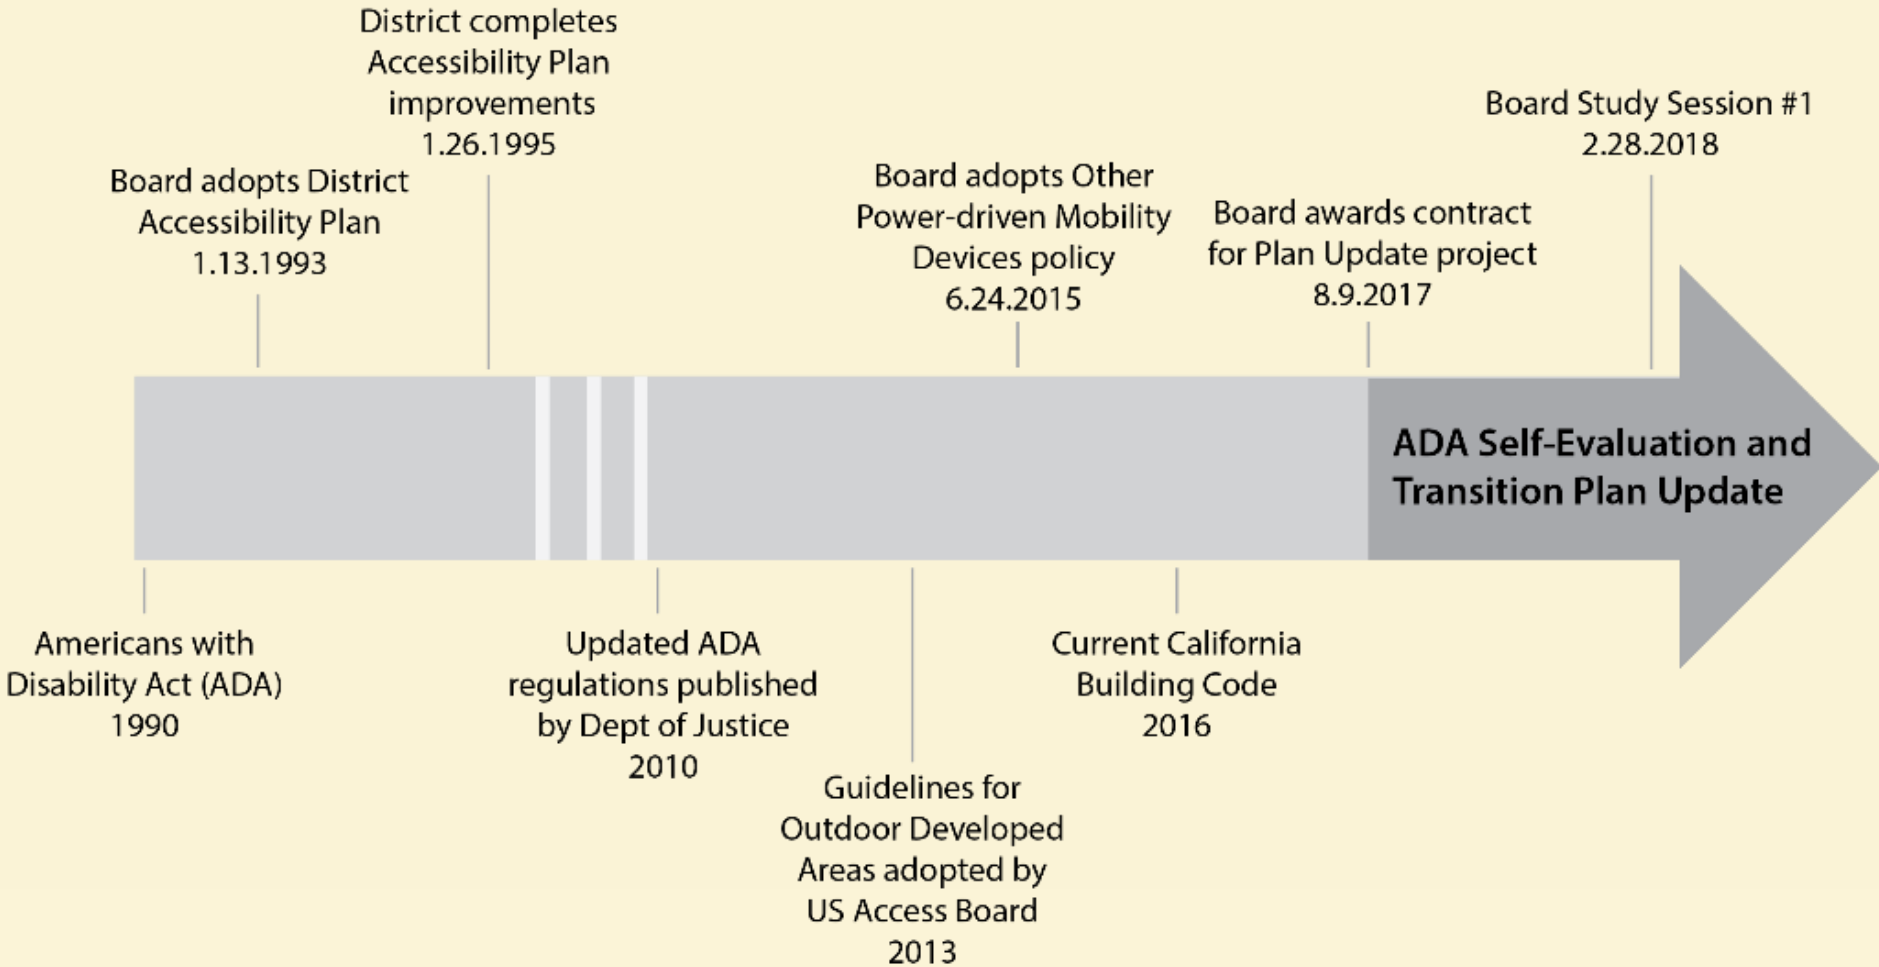 District completes
Accessibility Plan
improvements
1.26.1995
Board adopts District
Accessibility Plan
1.13.1993
Board adopts Other
Power-driven Mobility
Devices policy
6.24.2015
Board awards contract
for Plan Update project
8.9.2017
Board Study Session #1
2.28.2018
ADA Self-Evaluation and
Transition Plan Update
Americans with
Disability Act (ADA)
1990
Updated ADA
regulations published
by Dept of Justice
2010
Guidelines for
Outdoor Developed
Areas adopted by
US Access Board
2013
Current California
Building Code
2016